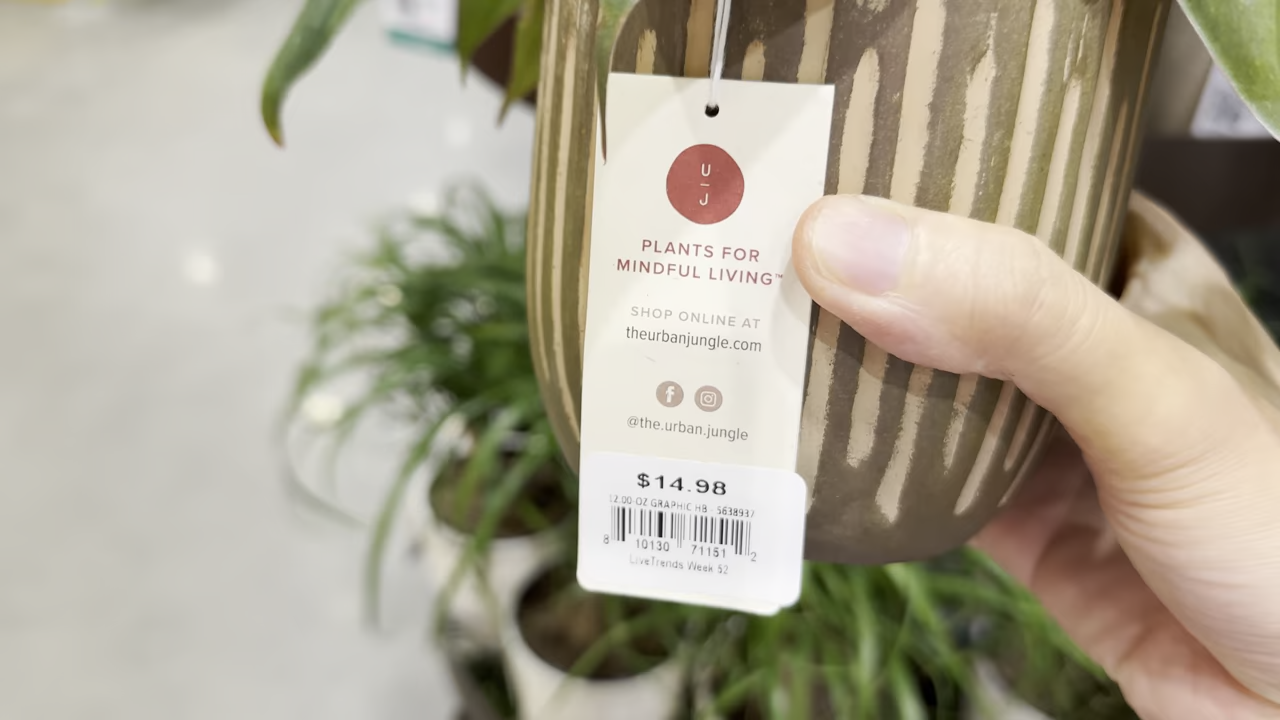 U
J
PLANTS FOR
MINDFUL LIVING™
SHOP ONLINE AT
theurbanjungle.com
@the.urban.jungle
$14.98
12.00-OZ GRAPHIC HB 5638937
8 10130 71151 2
LiveTrends Week 52